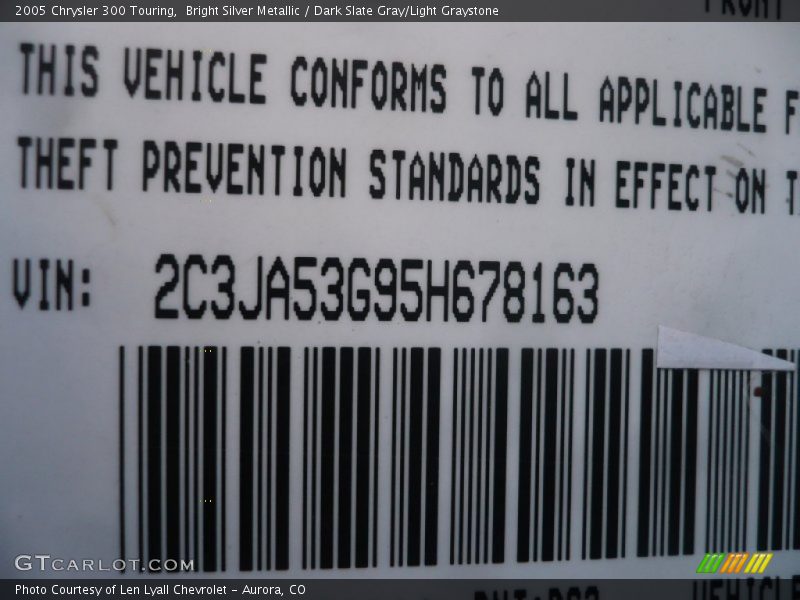 2005 Chrysler 300 Touring,  Bright Silver Metallic / Dark Slate Gray/Light Graystone
THIS VEHICLE CONFORMS TO ALL APPLICABLE F
THEFT PREVENTION STANDARDS IN EFFECT ON T
VIN: 2C3JA53G95H678163
GTCARLOT.COM
Photo Courtesy of Len Lyall Chevrolet – Aurora, CO